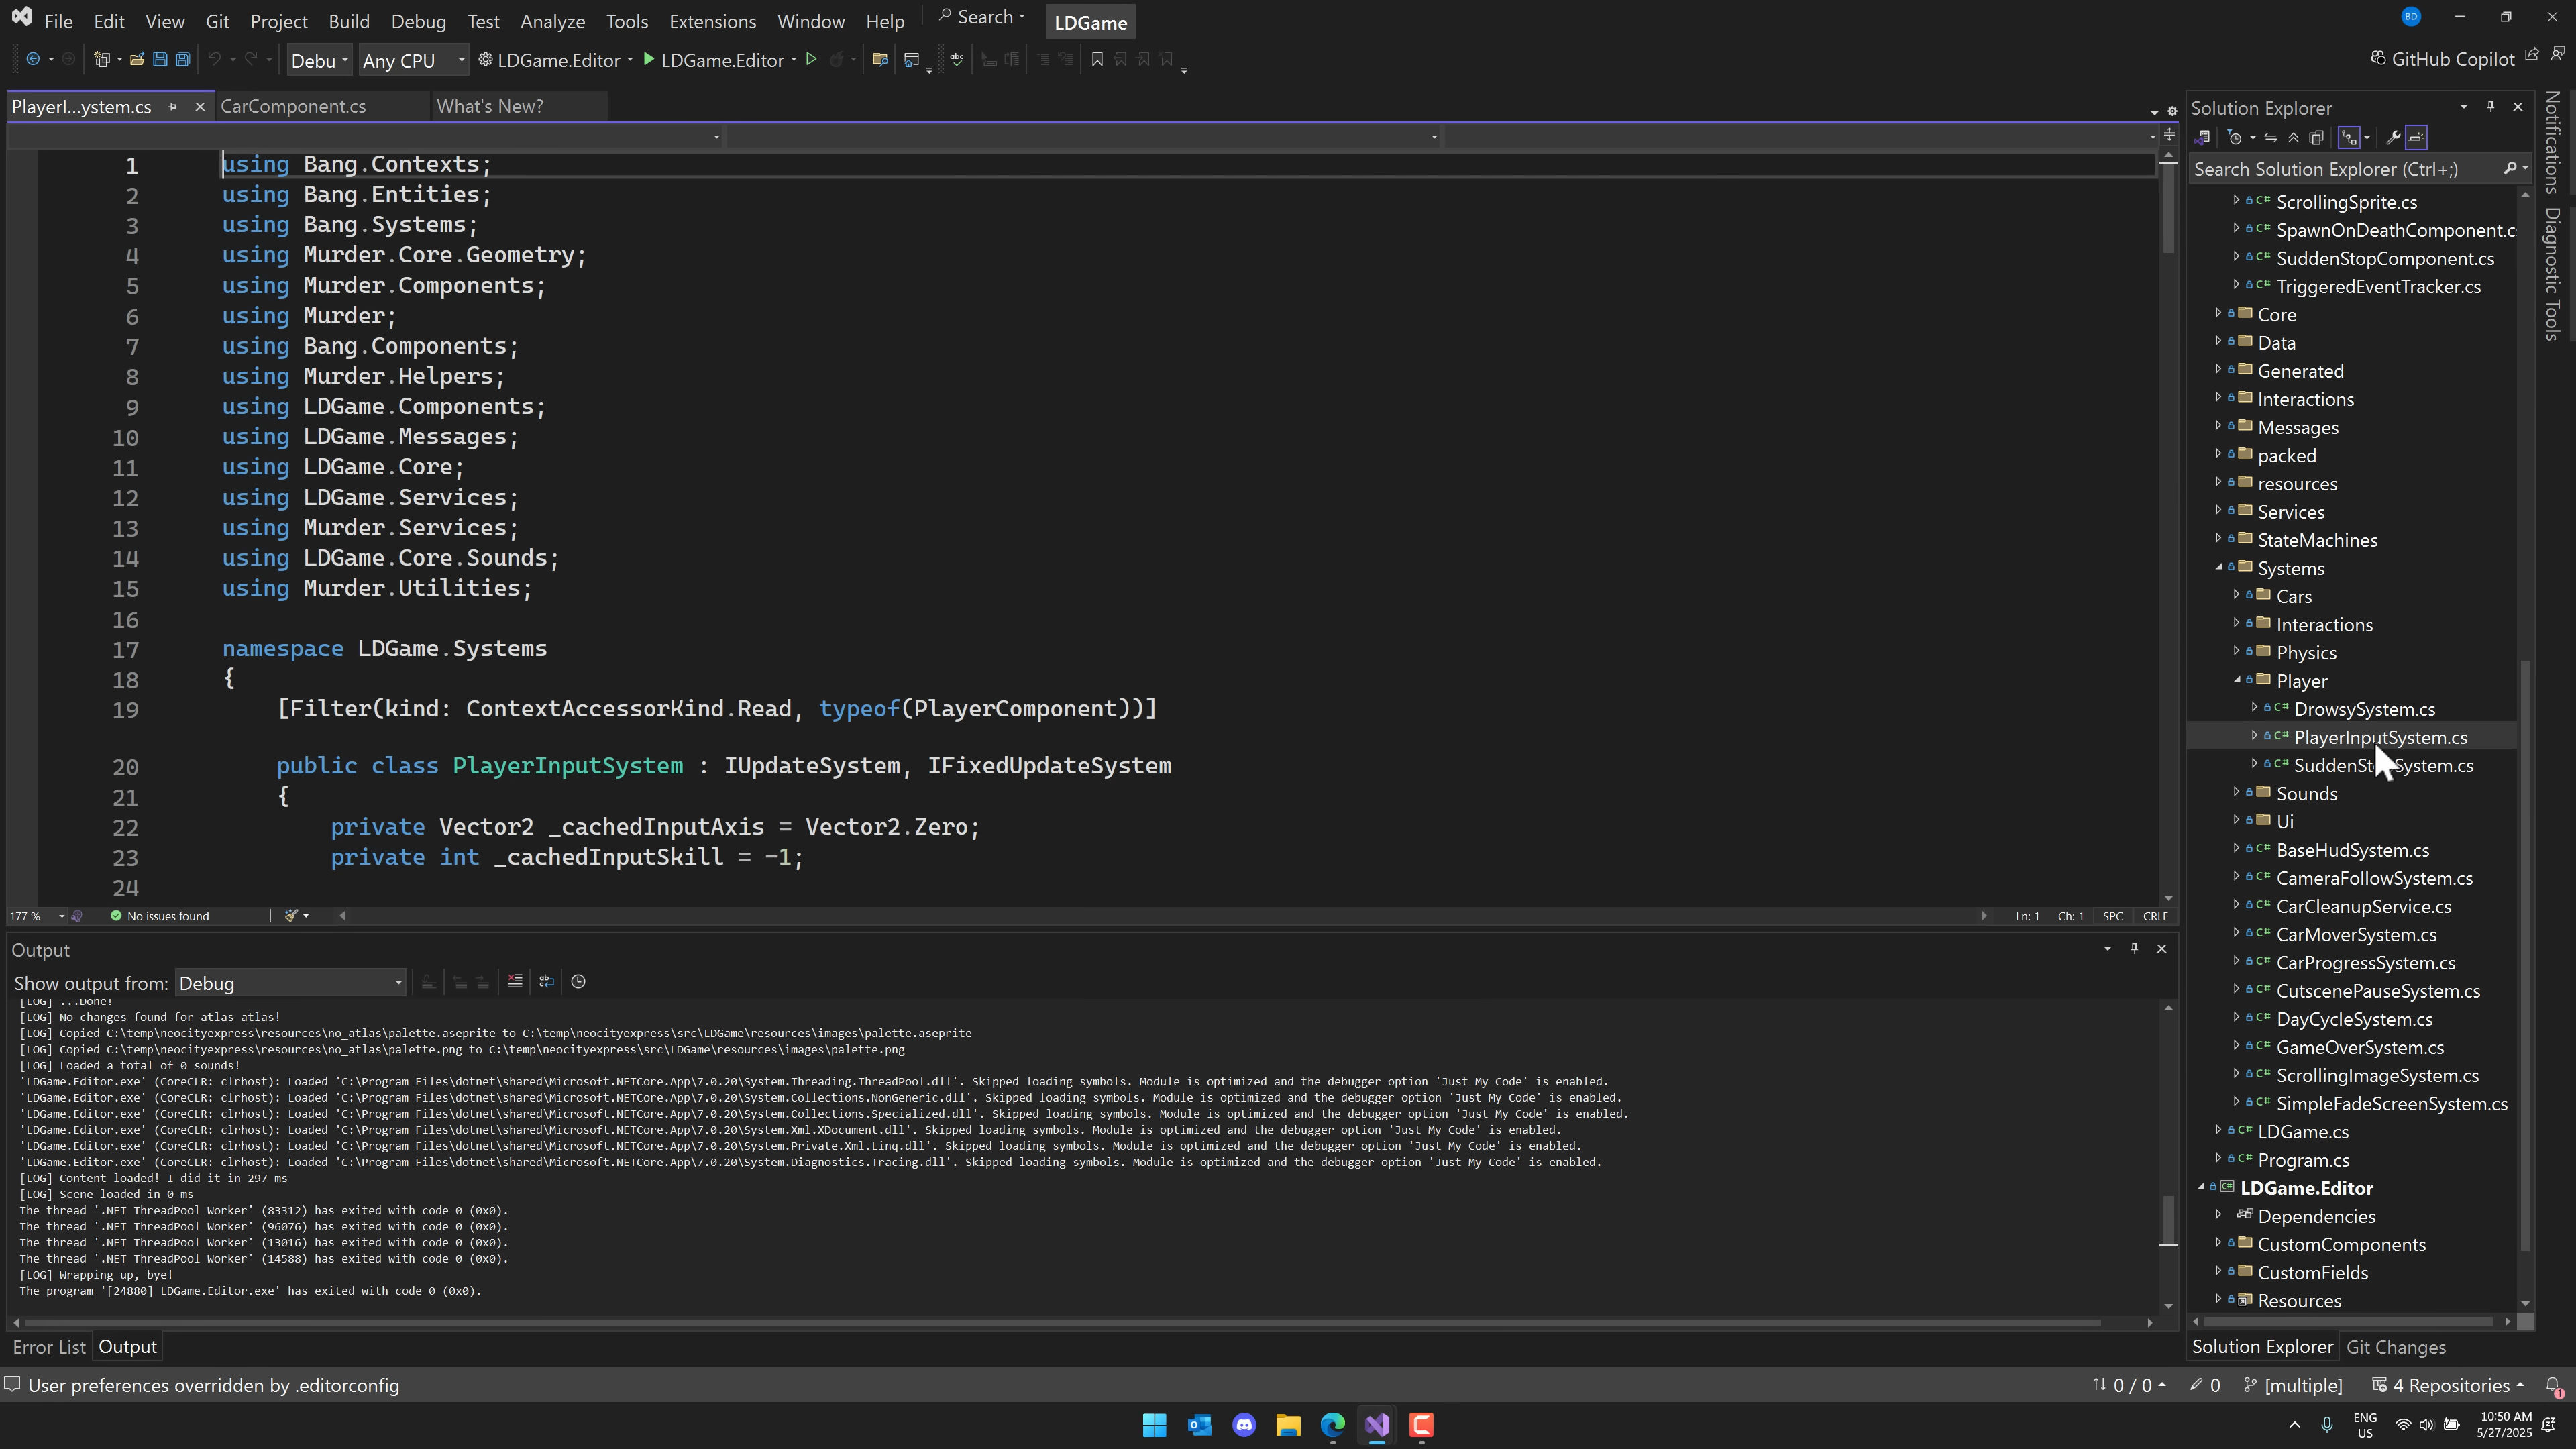 File Edit View Git Project Build Debug Test Analyze Tools Extensions Window Help Search LDGame BD
Debu Any CPU LDGame.Editor LDGame.Editor GitHub Copilot
PlayerI...ystem.cs CarComponent.cs What's New?
1 using Bang.Contexts;
2 using Bang.Entities;
3 using Bang.Systems;
4 using Murder.Core.Geometry;
5 using Murder.Components;
6 using Murder;
7 using Bang.Components;
8 using Murder.Helpers;
9 using LDGame.Components;
10 using LDGame.Messages;
11 using LDGame.Core;
12 using LDGame.Services;
13 using Murder.Services;
14 using LDGame.Core.Sounds;
15 using Murder.Utilities;
16
17 namespace LDGame.Systems
18 {
19 [Filter(kind: ContextAccessorKind.Read, typeof(PlayerComponent))]
20 public class PlayerInputSystem : IUpdateSystem, IFixedUpdateSystem
21 {
22 private Vector2 _cachedInputAxis = Vector2.Zero;
23 private int _cachedInputSkill = -1;
24
177 % No issues found Ln: 1 Ch: 1 SPC CRLF
Output
Show output from: Debug
[LOG] ...Done!
[LOG] No changes found for atlas atlas!
[LOG] Copied C:\temp\neocityexpress\resources\no_atlas\palette.aseprite to C:\temp\neocityexpress\src\LDGame\resources\images\palette.aseprite
[LOG] Copied C:\temp\neocityexpress\resources\no_atlas\palette.png to C:\temp\neocityexpress\src\LDGame\resources\images\palette.png
[LOG] Loaded a total of 0 sounds!
'LDGame.Editor.exe' (CoreCLR: clrhost): Loaded 'C:\Program Files\dotnet\shared\Microsoft.NETCore.App\7.0.20\System.Threading.ThreadPool.dll'. Skipped loading symbols. Module is optimized and the debugger option 'Just My Code' is enabled.
'LDGame.Editor.exe' (CoreCLR: clrhost): Loaded 'C:\Program Files\dotnet\shared\Microsoft.NETCore.App\7.0.20\System.Collections.NonGeneric.dll'. Skipped loading symbols. Module is optimized and the debugger option 'Just My Code' is enabled.
'LDGame.Editor.exe' (CoreCLR: clrhost): Loaded 'C:\Program Files\dotnet\shared\Microsoft.NETCore.App\7.0.20\System.Collections.Specialized.dll'. Skipped loading symbols. Module is optimized and the debugger option 'Just My Code' is enabled.
'LDGame.Editor.exe' (CoreCLR: clrhost): Loaded 'C:\Program Files\dotnet\shared\Microsoft.NETCore.App\7.0.20\System.Xml.XDocument.dll'. Skipped loading symbols. Module is optimized and the debugger option 'Just My Code' is enabled.
'LDGame.Editor.exe' (CoreCLR: clrhost): Loaded 'C:\Program Files\dotnet\shared\Microsoft.NETCore.App\7.0.20\System.Private.Xml.Linq.dll'. Skipped loading symbols. Module is optimized and the debugger option 'Just My Code' is enabled.
'LDGame.Editor.exe' (CoreCLR: clrhost): Loaded 'C:\Program Files\dotnet\shared\Microsoft.NETCore.App\7.0.20\System.Diagnostics.Tracing.dll'. Skipped loading symbols. Module is optimized and the debugger option 'Just My Code' is enabled.
[LOG] Content loaded! I did it in 297 ms
[LOG] Scene loaded in 0 ms
The thread '.NET ThreadPool Worker' (83312) has exited with code 0 (0x0).
The thread '.NET ThreadPool Worker' (96076) has exited with code 0 (0x0).
The thread '.NET ThreadPool Worker' (13016) has exited with code 0 (0x0).
The thread '.NET ThreadPool Worker' (14588) has exited with code 0 (0x0).
[LOG] Wrapping up, bye!
The program '[24880] LDGame.Editor.exe' has exited with code 0 (0x0).
Error List Output
Solution Explorer
Search Solution Explorer (Ctrl+;)
C# ScrollingSprite.cs
C# SpawnOnDeathComponent.c
C# SuddenStopComponent.cs
C# TriggeredEventTracker.cs
Core
Data
Generated
Interactions
Messages
packed
resources
Services
StateMachines
Systems
Cars
Interactions
Physics
Player
C# DrowsySystem.cs
C# PlayerInputSystem.cs
C# SuddenSt System.cs
Sounds
Ui
C# BaseHudSystem.cs
C# CameraFollowSystem.cs
C# CarCleanupService.cs
C# CarMoverSystem.cs
C# CarProgressSystem.cs
C# CutscenePauseSystem.cs
C# DayCycleSystem.cs
C# GameOverSystem.cs
C# ScrollingImageSystem.cs
C# SimpleFadeScreenSystem.cs
C# LDGame.cs
C# Program.cs
LDGame.Editor
Dependencies
CustomComponents
CustomFields
Resources
Solution Explorer Git Changes
Notifications
Diagnostic Tools
User preferences overridden by .editorconfig 0 / 0 0 [multiple] 4 Repositories 1
ENG
US
10:50 AM
5/27/2025